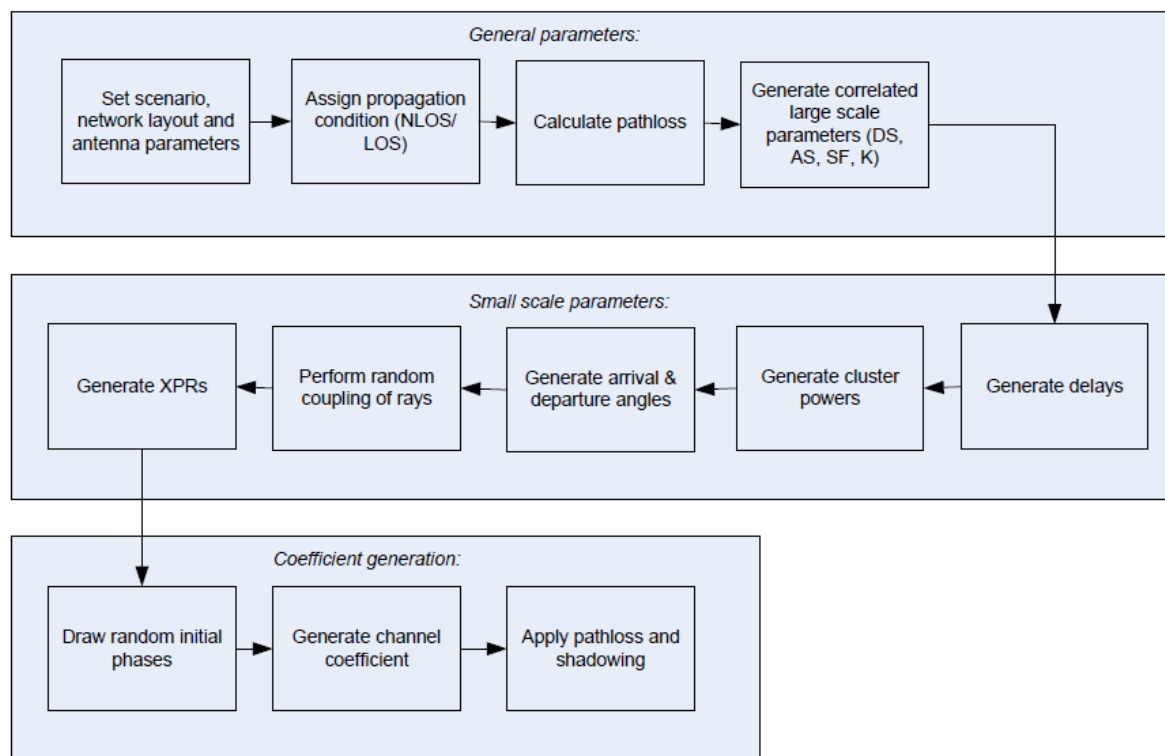 General parameters:
Set scenario,
network layout and
antenna parameters
Assign propagation
condition (NLOS/
LOS)
Calculate pathloss
Generate correlated
large scale
parameters (DS,
AS, SF, K)
Small scale parameters:
Generate XPRs
Perform random
coupling of rays
Generate arrival &
departure angles
Generate cluster
powers
Generate delays
Coefficient generation:
Draw random initial
phases
Generate channel
coefficient
Apply pathloss and
shadowing